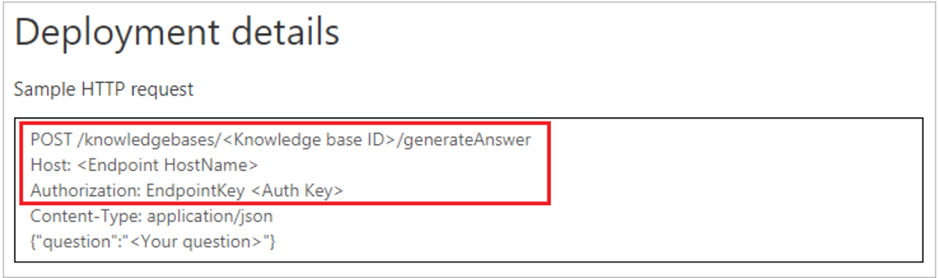 Deployment details
Sample HTTP request
POST /knowledgebases/<Knowledge base ID>/generateAnswer
Host: <Endpoint HostName>
Authorization: EndpointKey <Auth Key>
Content-Type: application/json
{"question":"<Your question>"}